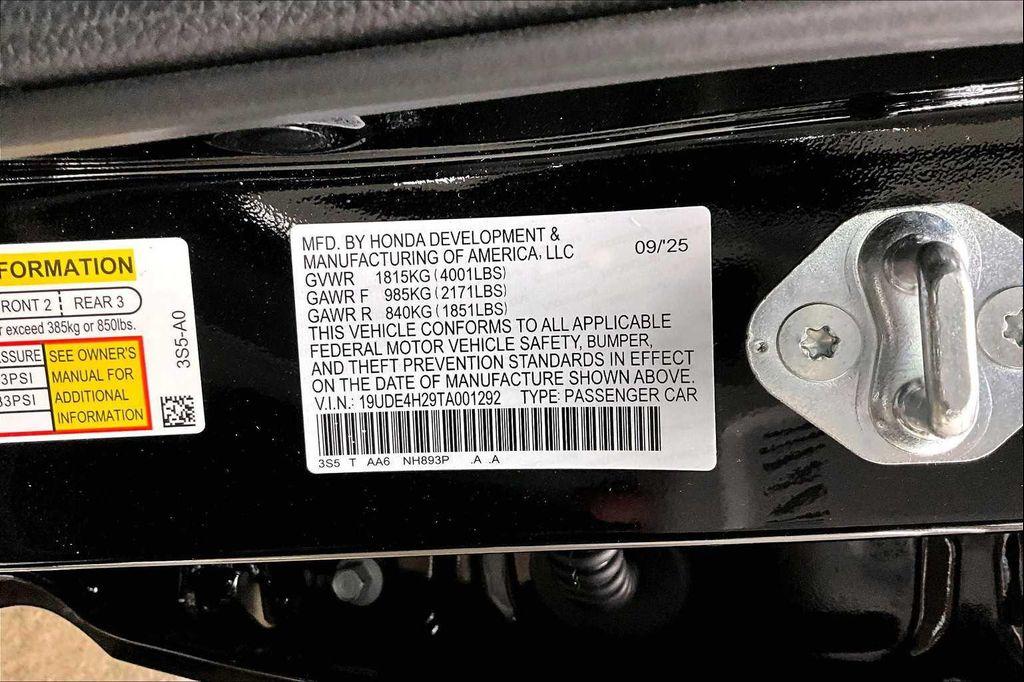 FORMATION
RONT 2 REAR 3
r exceed 385kg or 850lbs.
SSURE
3PSI
33PSI
SEE OWNER'S
MANUAL FOR
ADDITIONAL
INFORMATION
3S5-A0
MFD. BY HONDA DEVELOPMENT &
MANUFACTURING OF AMERICA, LLC 09/'25
GVWR 1815KG (4001LBS)
GAWR F 985KG (2171LBS)
GAWR R 840KG (1851LBS)
THIS VEHICLE CONFORMS TO ALL APPLICABLE
FEDERAL MOTOR VEHICLE SAFETY, BUMPER,
AND THEFT PREVENTION STANDARDS IN EFFECT
ON THE DATE OF MANUFACTURE SHOWN ABOVE.
V.I.N.: 19UDE4H29TA001292 TYPE: PASSENGER CAR
3S5 T AA6 NH893P .A .A